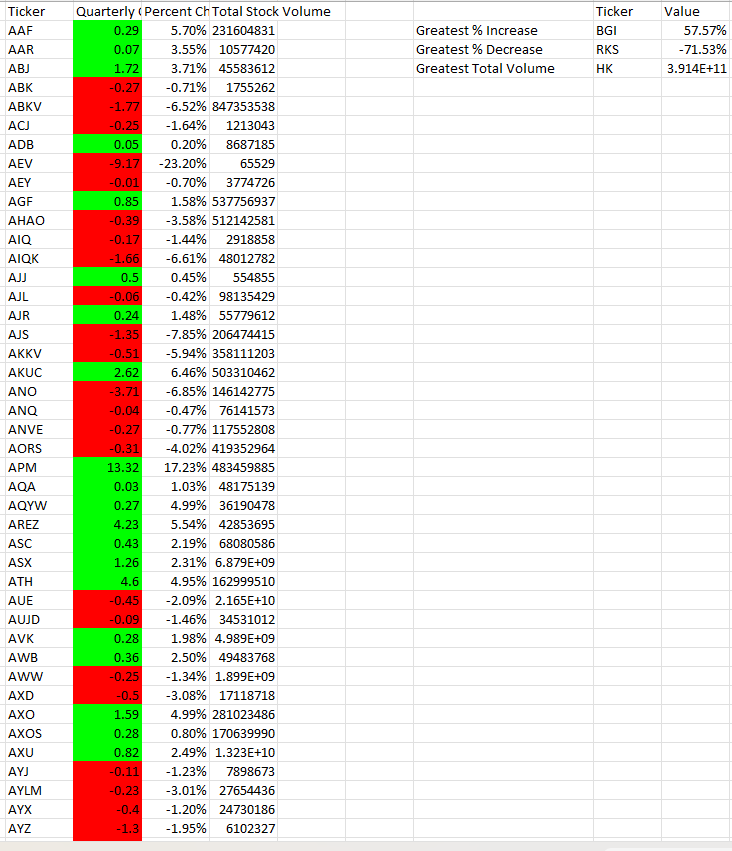 Ticker Quarterly Percent Ch Total Stock Volume Ticker Value
AAF 0.29 5.70% 231604831 Greatest % Increase BGI 57.57%
AAR 0.07 3.55% 10577420 Greatest % Decrease RKS -71.53%
ABJ 1.72 3.71% 45583612 Greatest Total Volume HK 3.914E+11
ABK -0.27 -0.71% 1755262
ABKV -1.77 -6.52% 847353538
ACJ -0.25 -1.64% 1213043
ADB 0.05 0.20% 8687185
AEV -9.17 -23.20% 65529
AEY -0.01 -0.70% 3774726
AGF 0.85 1.58% 537756937
AHAO -0.39 -3.58% 512142581
AIQ -0.17 -1.44% 2918858
AIQK -1.66 -6.61% 48012782
AJJ 0.5 0.45% 554855
AJL -0.06 -0.42% 98135429
AJR 0.24 1.48% 55779612
AJS -1.35 -7.85% 206474415
AKKV -0.51 -5.94% 358111203
AKUC 2.62 6.46% 503310462
ANO -3.71 -6.85% 146142775
ANQ -0.04 -0.47% 76141573
ANVE -0.27 -0.77% 117552808
AORS -0.31 -4.02% 419352964
APM 13.32 17.23% 483459885
AQA 0.03 1.03% 48175139
AQYW 0.27 4.99% 36190478
AREZ 4.23 5.54% 42853695
ASC 0.43 2.19% 68080586
ASX 1.26 2.31% 6.879E+09
ATH 4.6 4.95% 162999510
AUE -0.45 -2.09% 2.165E+10
AUJD -0.09 -1.46% 34531012
AVK 0.28 1.98% 4.989E+09
AWB 0.36 2.50% 49483768
AWW -0.25 -1.34% 1.899E+09
AXD -0.5 -3.08% 17118718
AXO 1.59 4.99% 281023486
AXOS 0.28 0.80% 170639990
AXU 0.82 2.49% 1.323E+10
AYJ -0.11 -1.23% 7898673
AYLM -0.23 -3.01% 27654436
AYX -0.4 -1.20% 24730186
AYZ -1.3 -1.95% 6102327